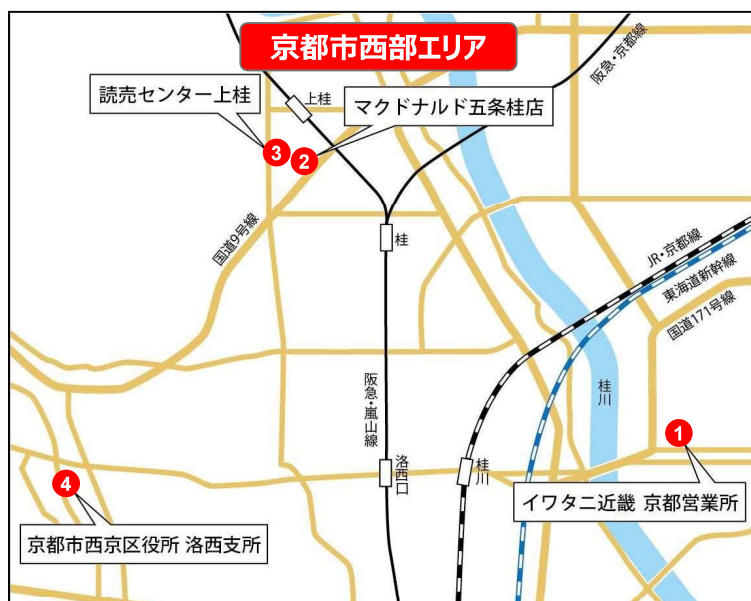 京都市西部エリア
阪急・京都線
読売センター上桂
上桂
マクドナルド五条桂店
3
2
国道9号線
桂
JR・京都線
東海道新幹線
国道171号線
阪急・嵐山線
桂川
1
洛西口
桂川
4
イワタニ近畿 京都営業所
京都市西京区役所 洛西支所